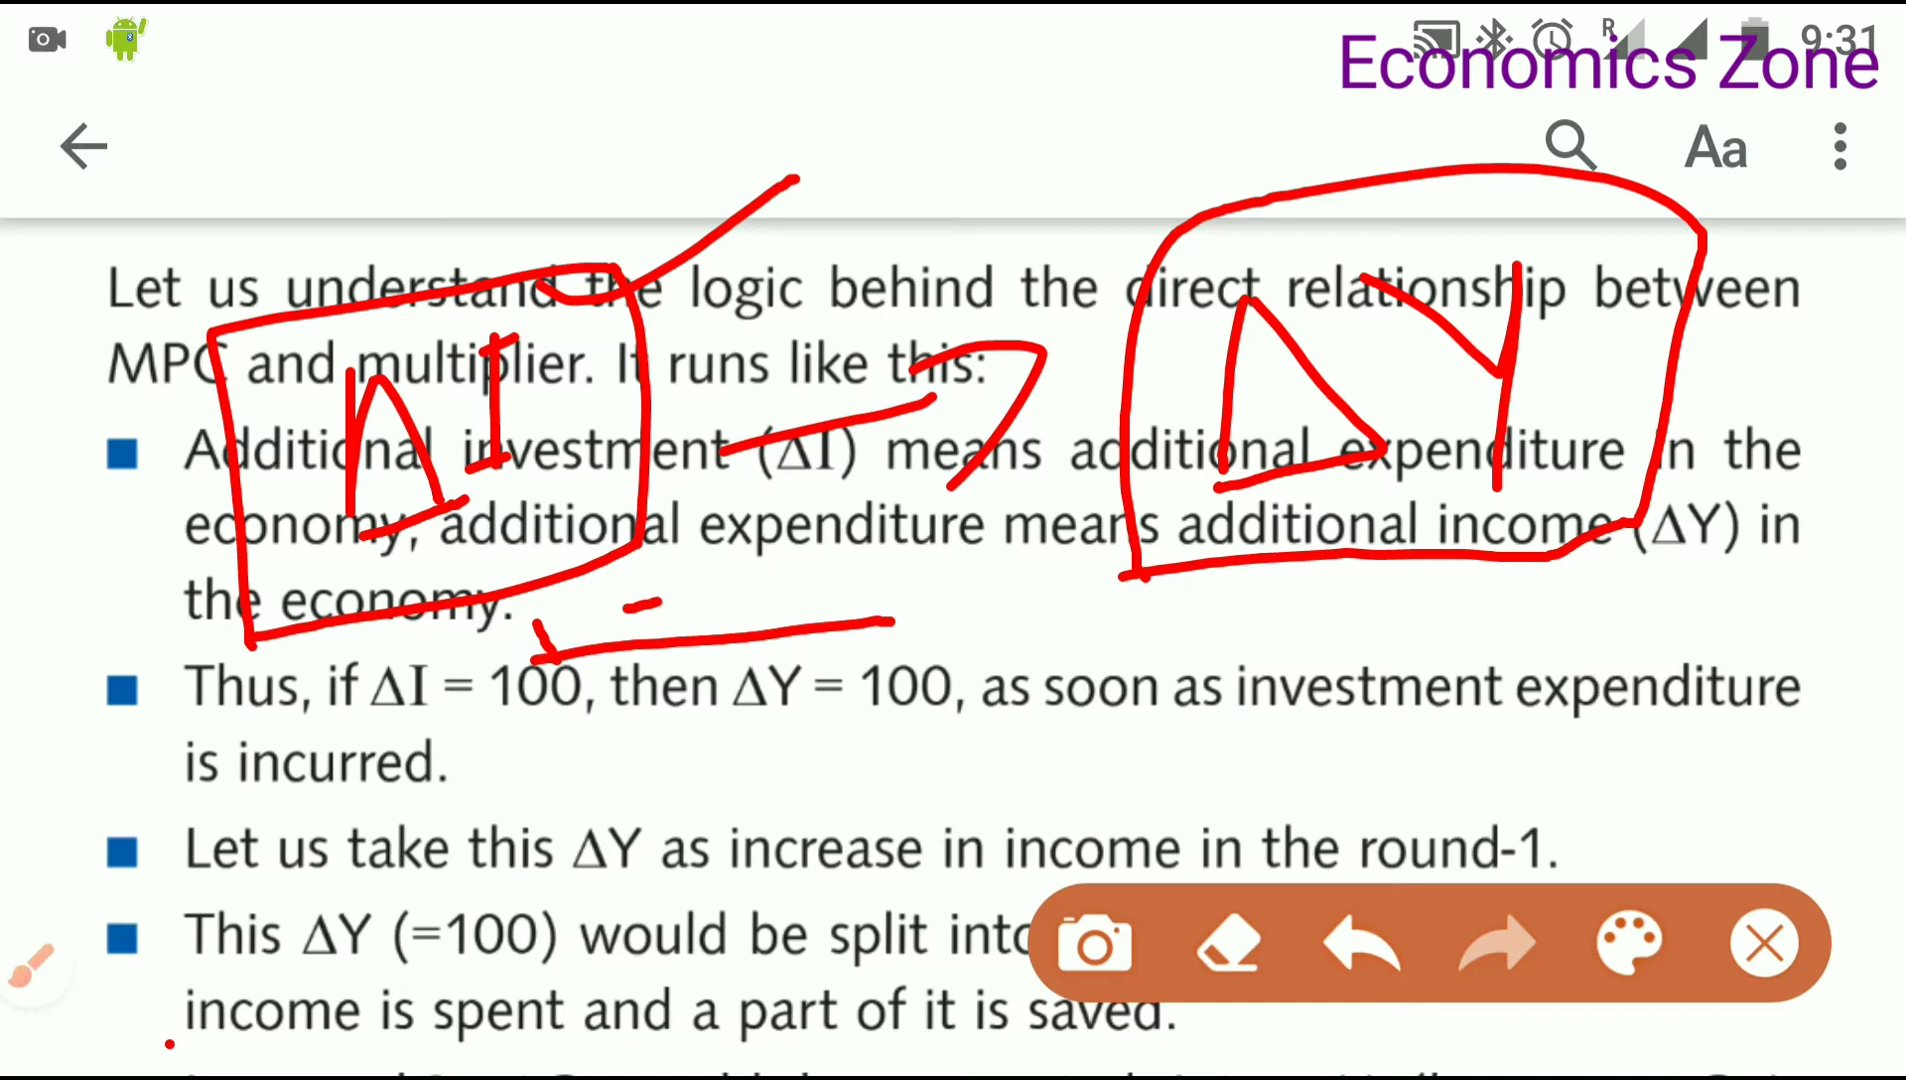 9:31
Economics Zone
Aa
Let us understand the logic behind the direct relationship between
MPC and multiplier. It runs like this:
Additional investment (ΔI) means additional expenditure in the
economy; additional expenditure means additional income (ΔY) in
the economy.
ΔI → ΔY
Thus, if ΔI = 100, then ΔY = 100, as soon as investment expenditure
is incurred.
Let us take this ΔY as increase in income in the round-1.
This ΔY (=100) would be split into
income is spent and a part of it is saved.